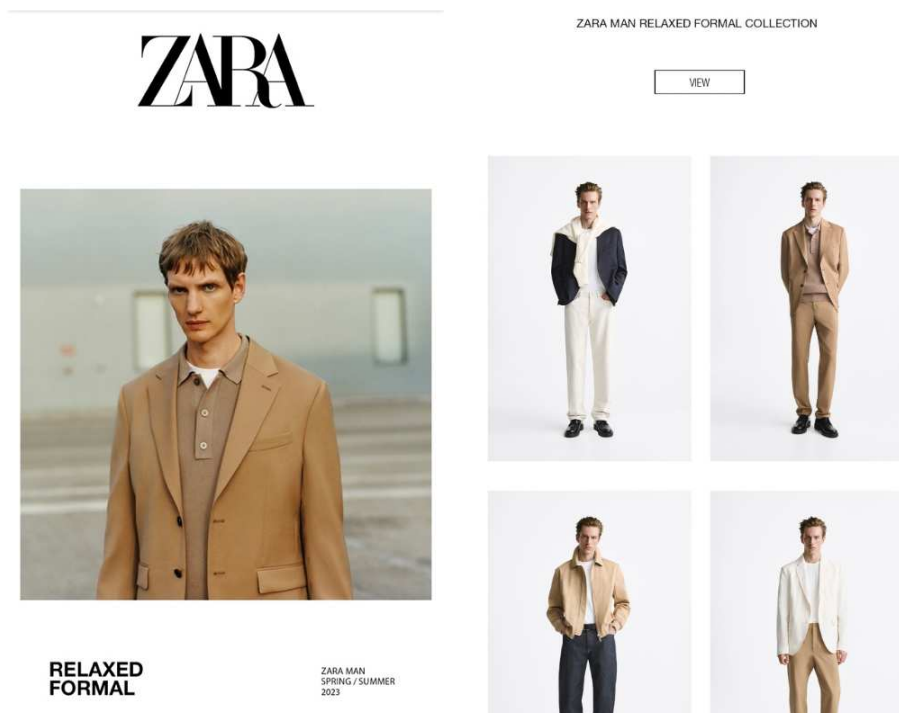 ZARA
RELAXED
FORMAL
ZARA MAN
SPRING / SUMMER
2023
ZARA MAN RELAXED FORMAL COLLECTION
VIEW